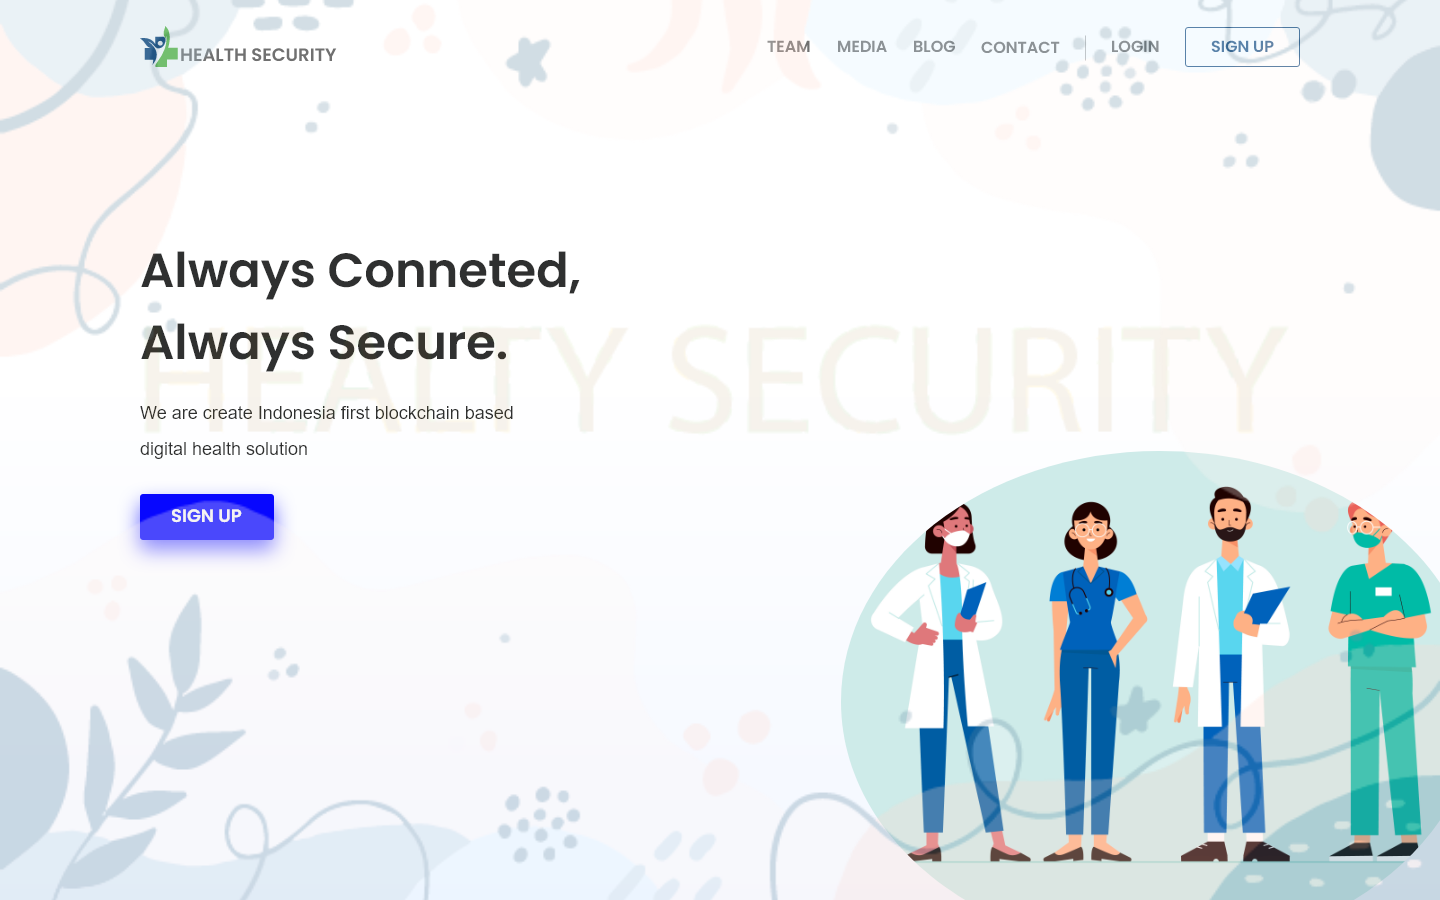 HEALTH SECURITY
TEAM MEDIA BLOG CONTACT LOGIN SIGN UP
Always Conneted,
Always Secure.
HEALTY SECURITY
We are create Indonesia first blockchain based
digital health solution
SIGN UP